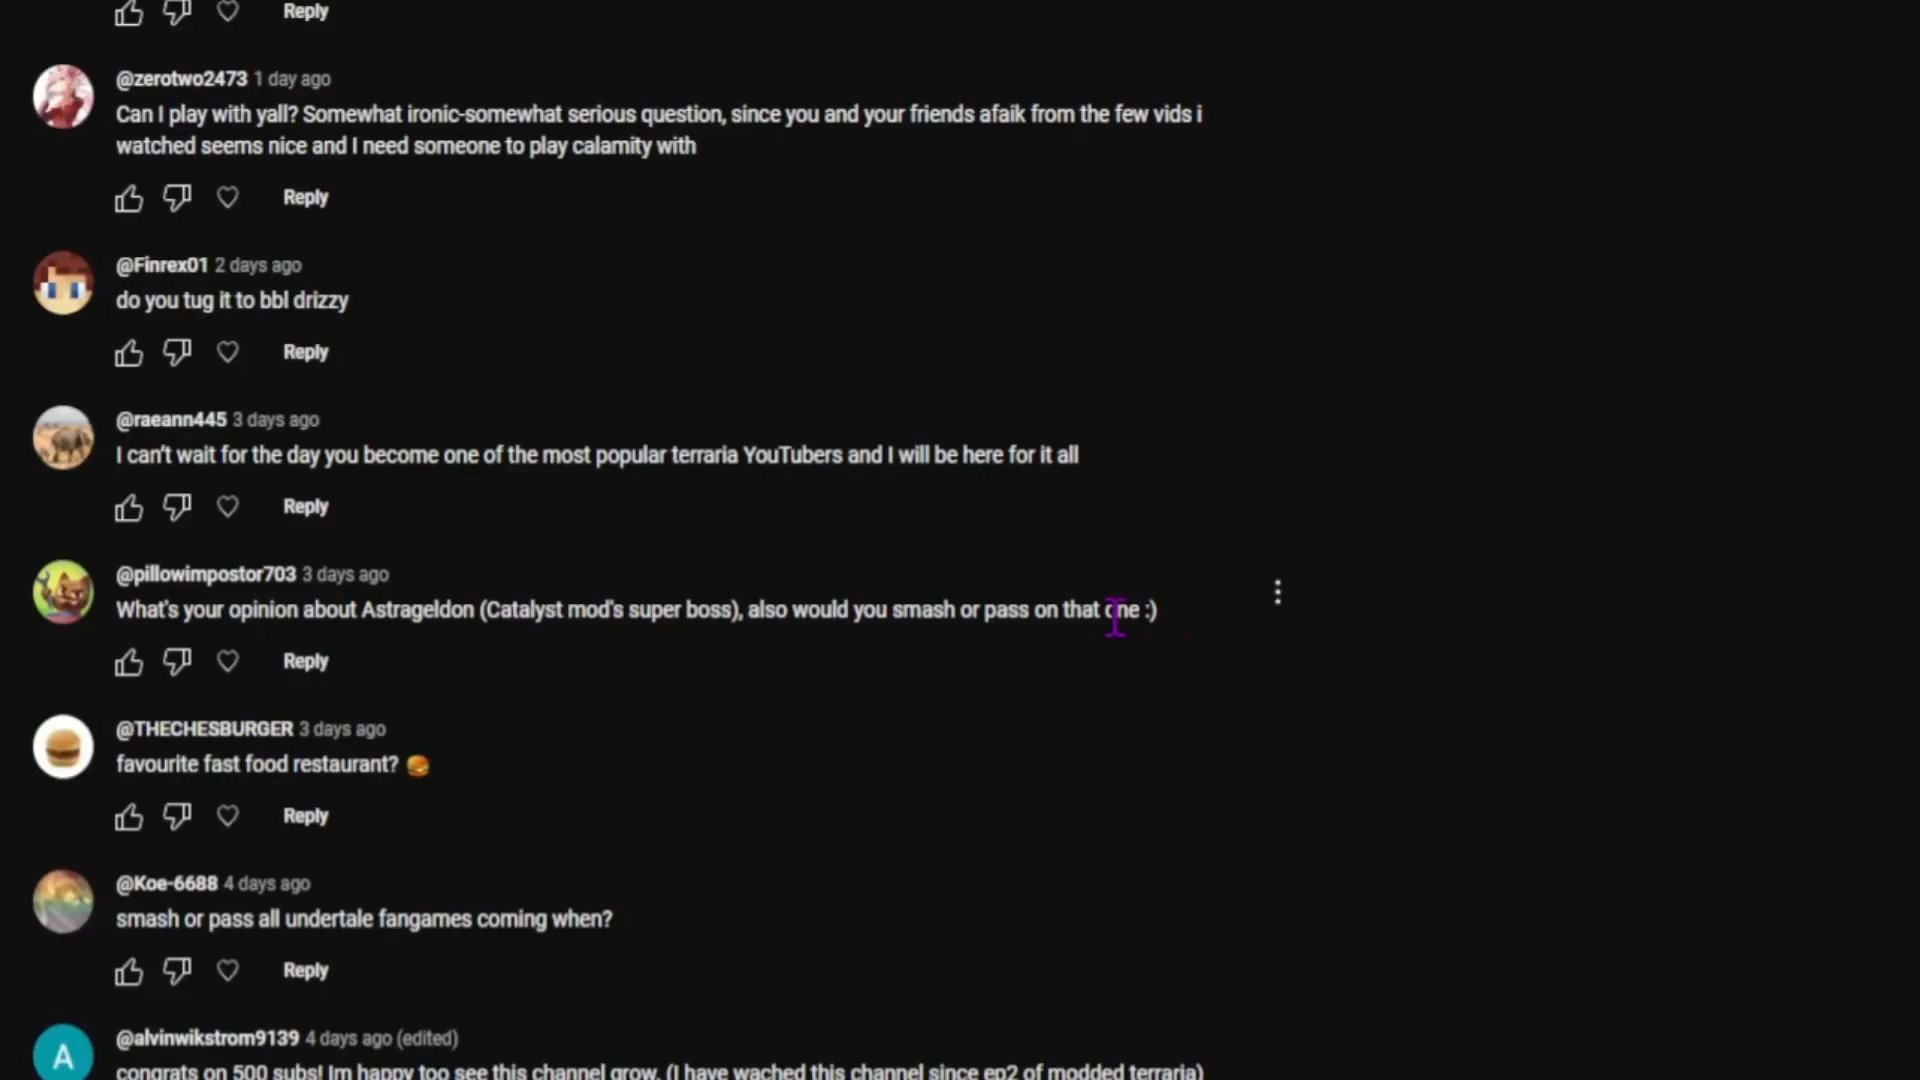 Reply
@zerotwo2473 1 day ago
Can I play with yall? Somewhat ironic-somewhat serious question, since you and your friends afaik from the few vids i
watched seems nice and I need someone to play calamity with
Reply
@Finrex01 2 days ago
do you tug it to bbl drizzy
Reply
@raeann445 3 days ago
I can't wait for the day you become one of the most popular terraria YouTubers and I will be here for it all
Reply
@pillowimpostor703 3 days ago
What's your opinion about Astrageldon (Catalyst mod's super boss), also would you smash or pass on that one :)
Reply
@THECHESBURGER 3 days ago
favourite fast food restaurant? 🍔
Reply
@Koe-6688 4 days ago
smash or pass all undertale fangames coming when?
Reply
A
@alvinwikstrom9139 4 days ago (edited)
congrats on 500 subs! Im happy too see this channel grow. (I have wached this channel since ep2 of modded terraria)